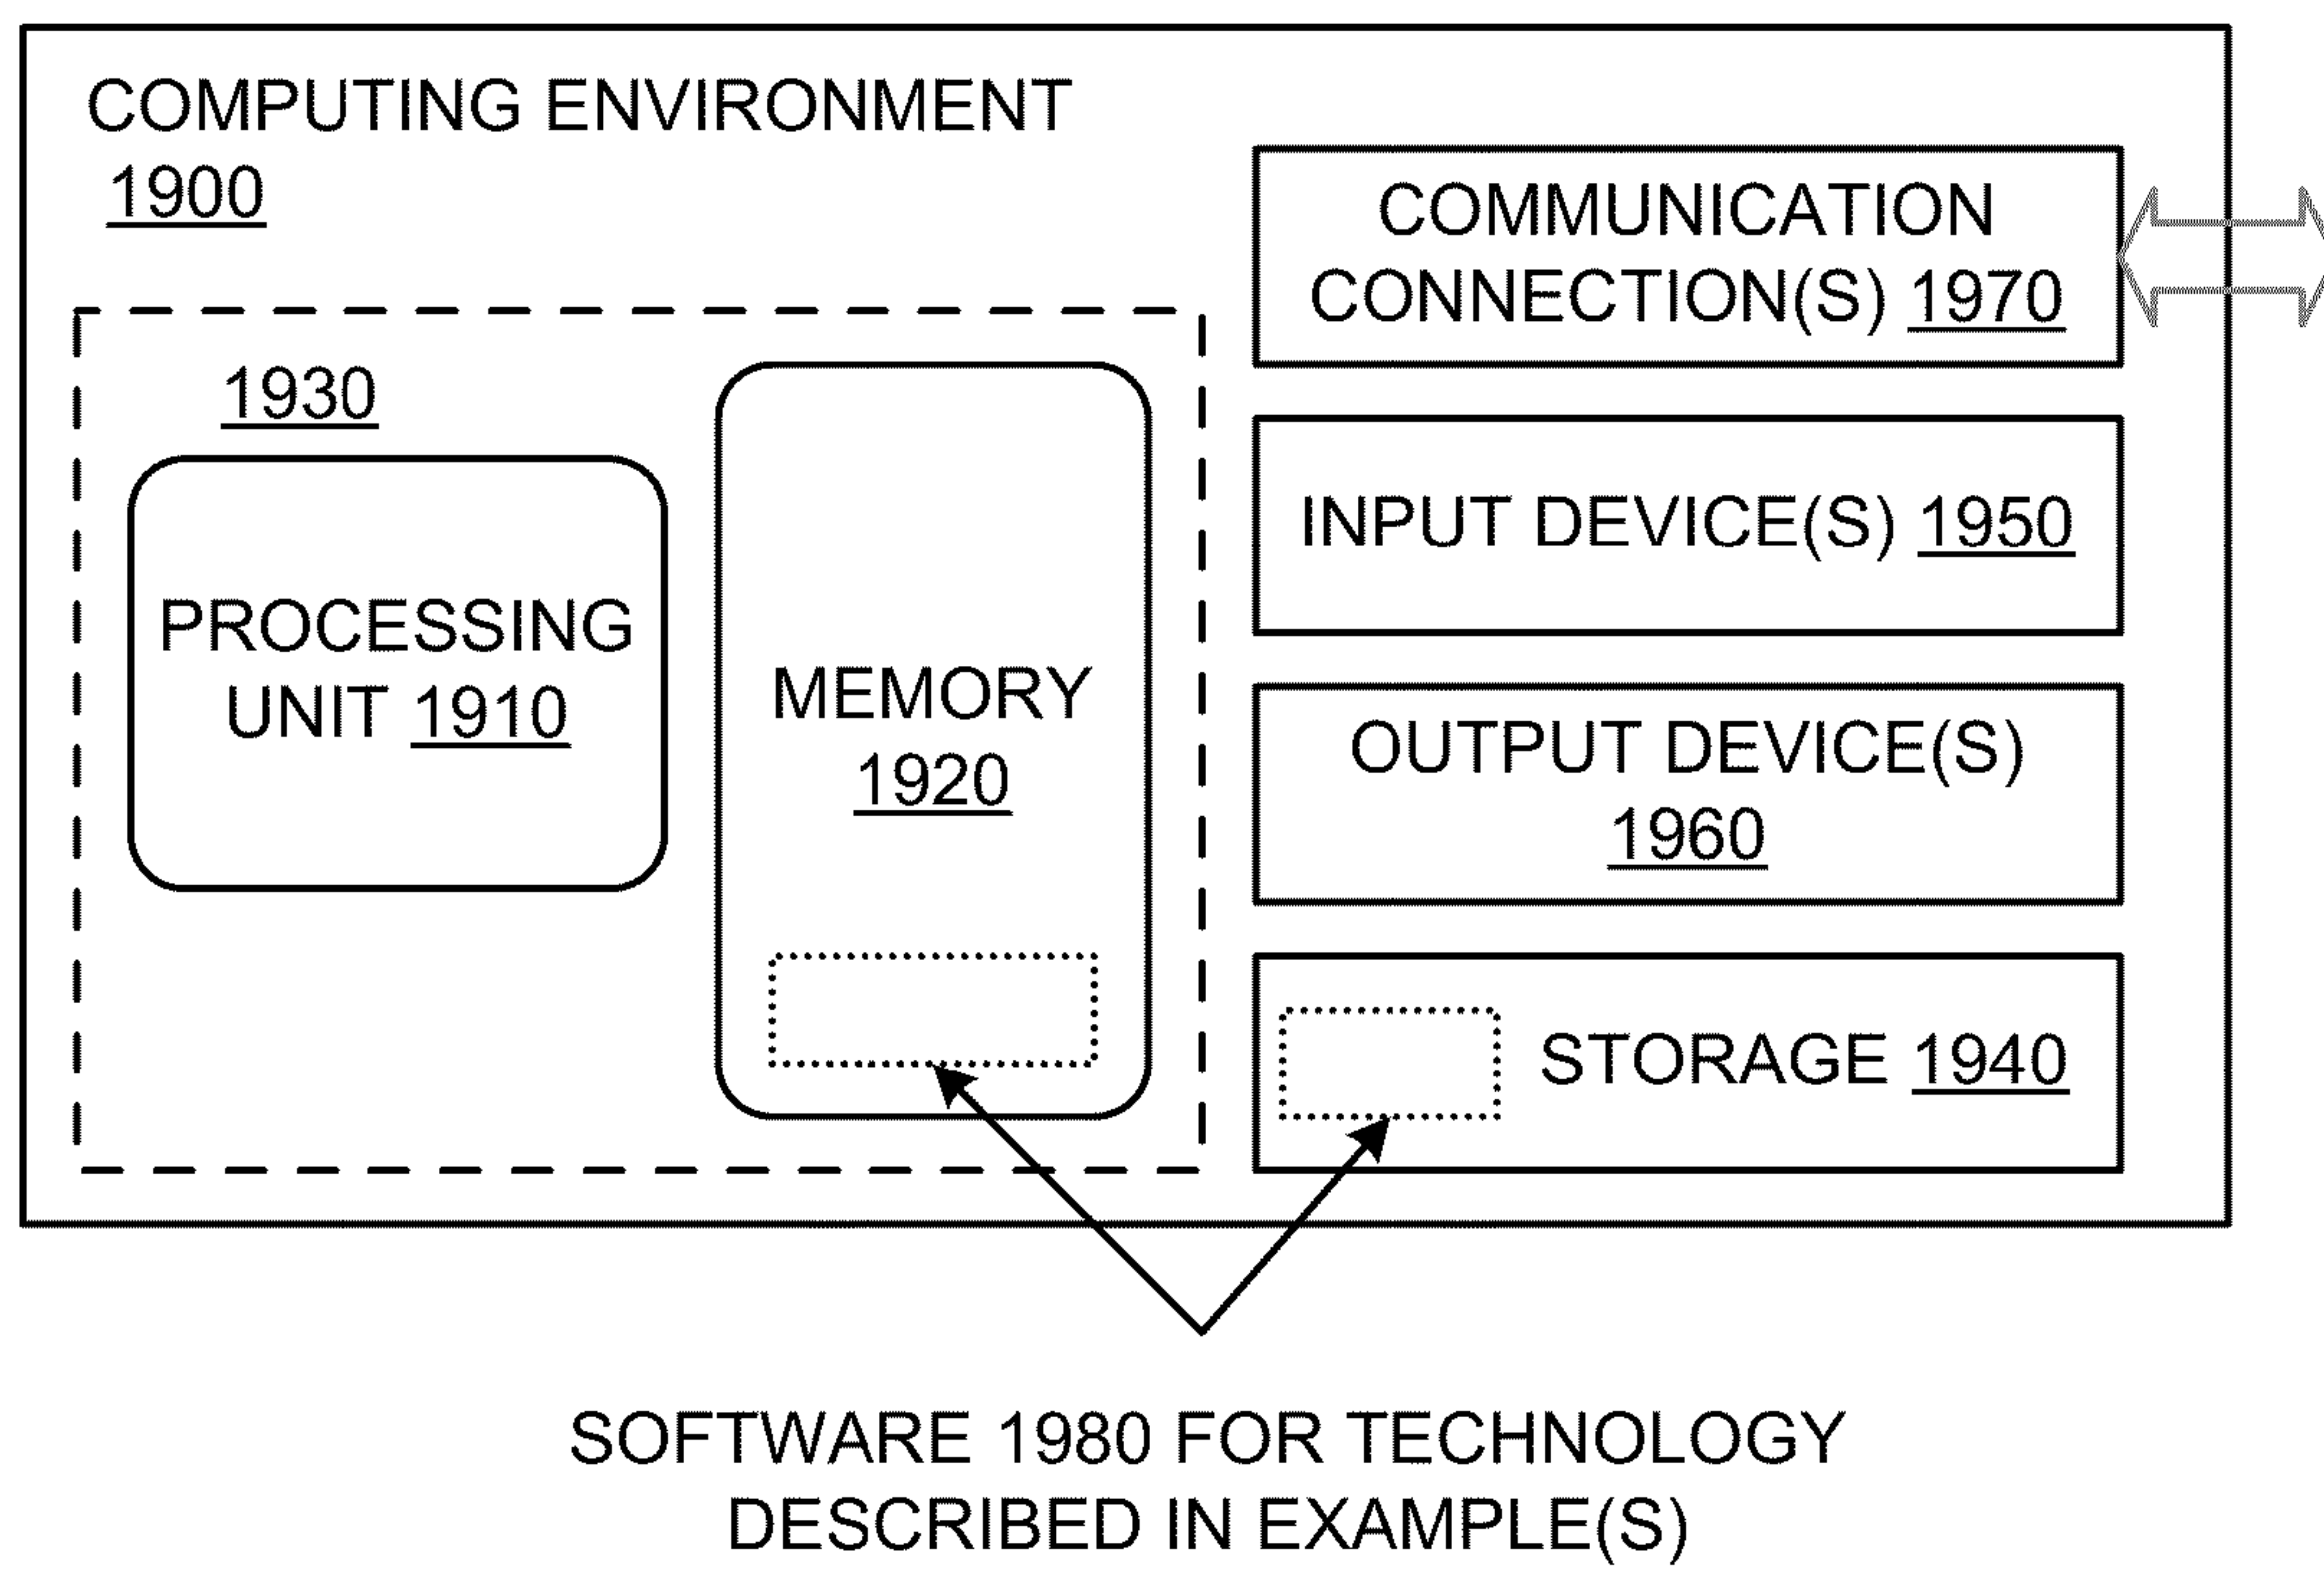 COMPUTING ENVIRONMENT
1900
1930
PROCESSING
UNIT 1910
MEMORY
1920
COMMUNICATION
CONNECTION(S) 1970
INPUT DEVICE(S) 1950
OUTPUT DEVICE(S)
1960
STORAGE 1940
SOFTWARE 1980 FOR TECHNOLOGY
DESCRIBED IN EXAMPLE(S)